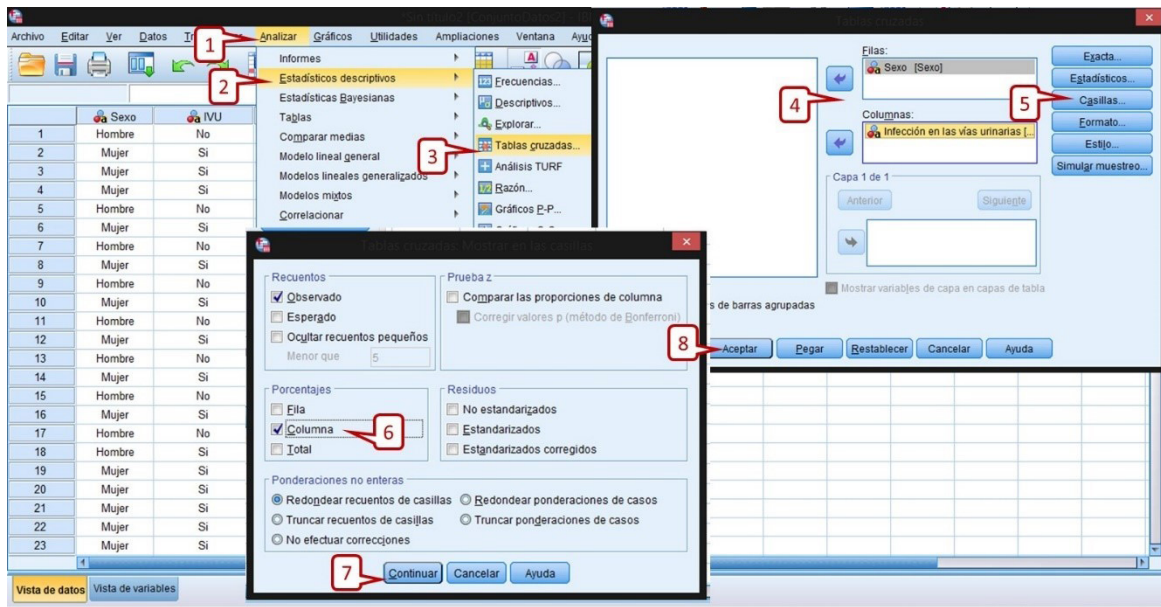 *Sin título2 [ConjuntoDatos2] - IB
Archivo Editar Ver Datos Analizar Gráficos Utilidades Ampliaciones Ventana
1
2
Informes
Estadísticos descriptivos
Estadísticas Bayesianas
Tablas
Comparar medias
Modelo lineal general
Modelos lineales generalizados
Modelos mixtos
Correlacionar
3
Frecuencias...
Descriptivos...
Explorar...
Tablas cruzadas...
Análisis TURF
Razón...
Gráficos P-P...
Sexo IVU
1 Hombre No
2 Mujer Si
3 Mujer Si
4 Mujer Si
5 Hombre No
6 Mujer Si
7 Hombre No
8 Mujer Si
9 Hombre No
10 Mujer Si
11 Hombre No
12 Mujer Si
13 Hombre No
14 Mujer Si
15 Hombre No
16 Mujer Si
17 Hombre No
18 Hombre Si
19 Mujer Si
20 Mujer Si
21 Mujer Si
22 Mujer Si
23 Mujer Si
Vista de datos Vista de variables
Tablas cruzadas
Filas:
Sexo [Sexo]
4
Columnas:
Infección en las vías urinarias [...
5
Exacta...
Estadísticos...
Casillas...
Formato...
Estilo...
Simular muestreo...
Capa 1 de 1
Anterior Siguiente
Mostrar variables de capa en capas de tabla
s de barras agrupadas
8
Aceptar Pegar Restablecer Cancelar Ayuda
Tablas cruzadas: Mostrar en las casillas
Recuentos
Observado
Esperado
Ocultar recuentos pequeños
Menor que 5
Prueba z
Comparar las proporciones de columna
Corregir valores p (método de Bonferroni)
Porcentajes
Fila
Columna
6
Total
Residuos
No estandarizados
Estandarizados
Estandarizados corregidos
Ponderaciones no enteras
Redondear recuentos de casillas Redondear ponderaciones de casos
Truncar recuentos de casillas Truncar ponderaciones de casos
No efectuar correcciones
7
Continuar Cancelar Ayuda